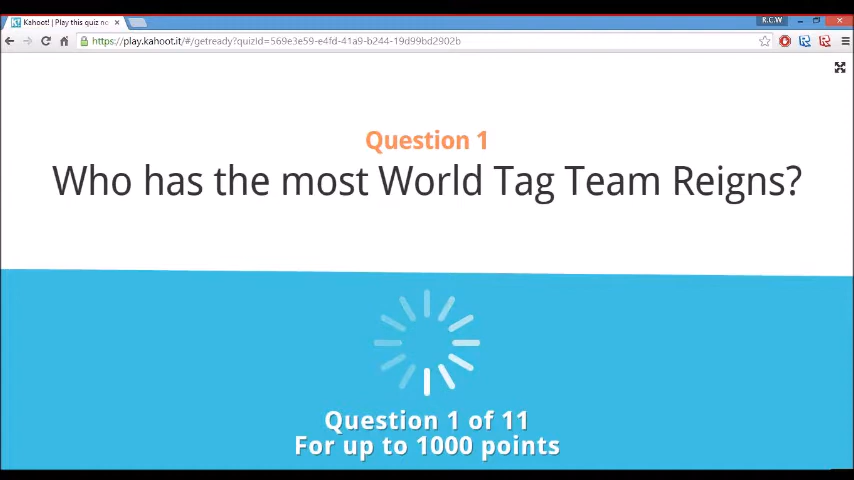 Kahoot! | Play this quiz no
R.C.W
https://play.kahoot.it/#/getready?quizId=569e3e59-e4fd-41a9-b244-19d99bd2902b
Question 1
Who has the most World Tag Team Reigns?
Question 1 of 11
For up to 1000 points